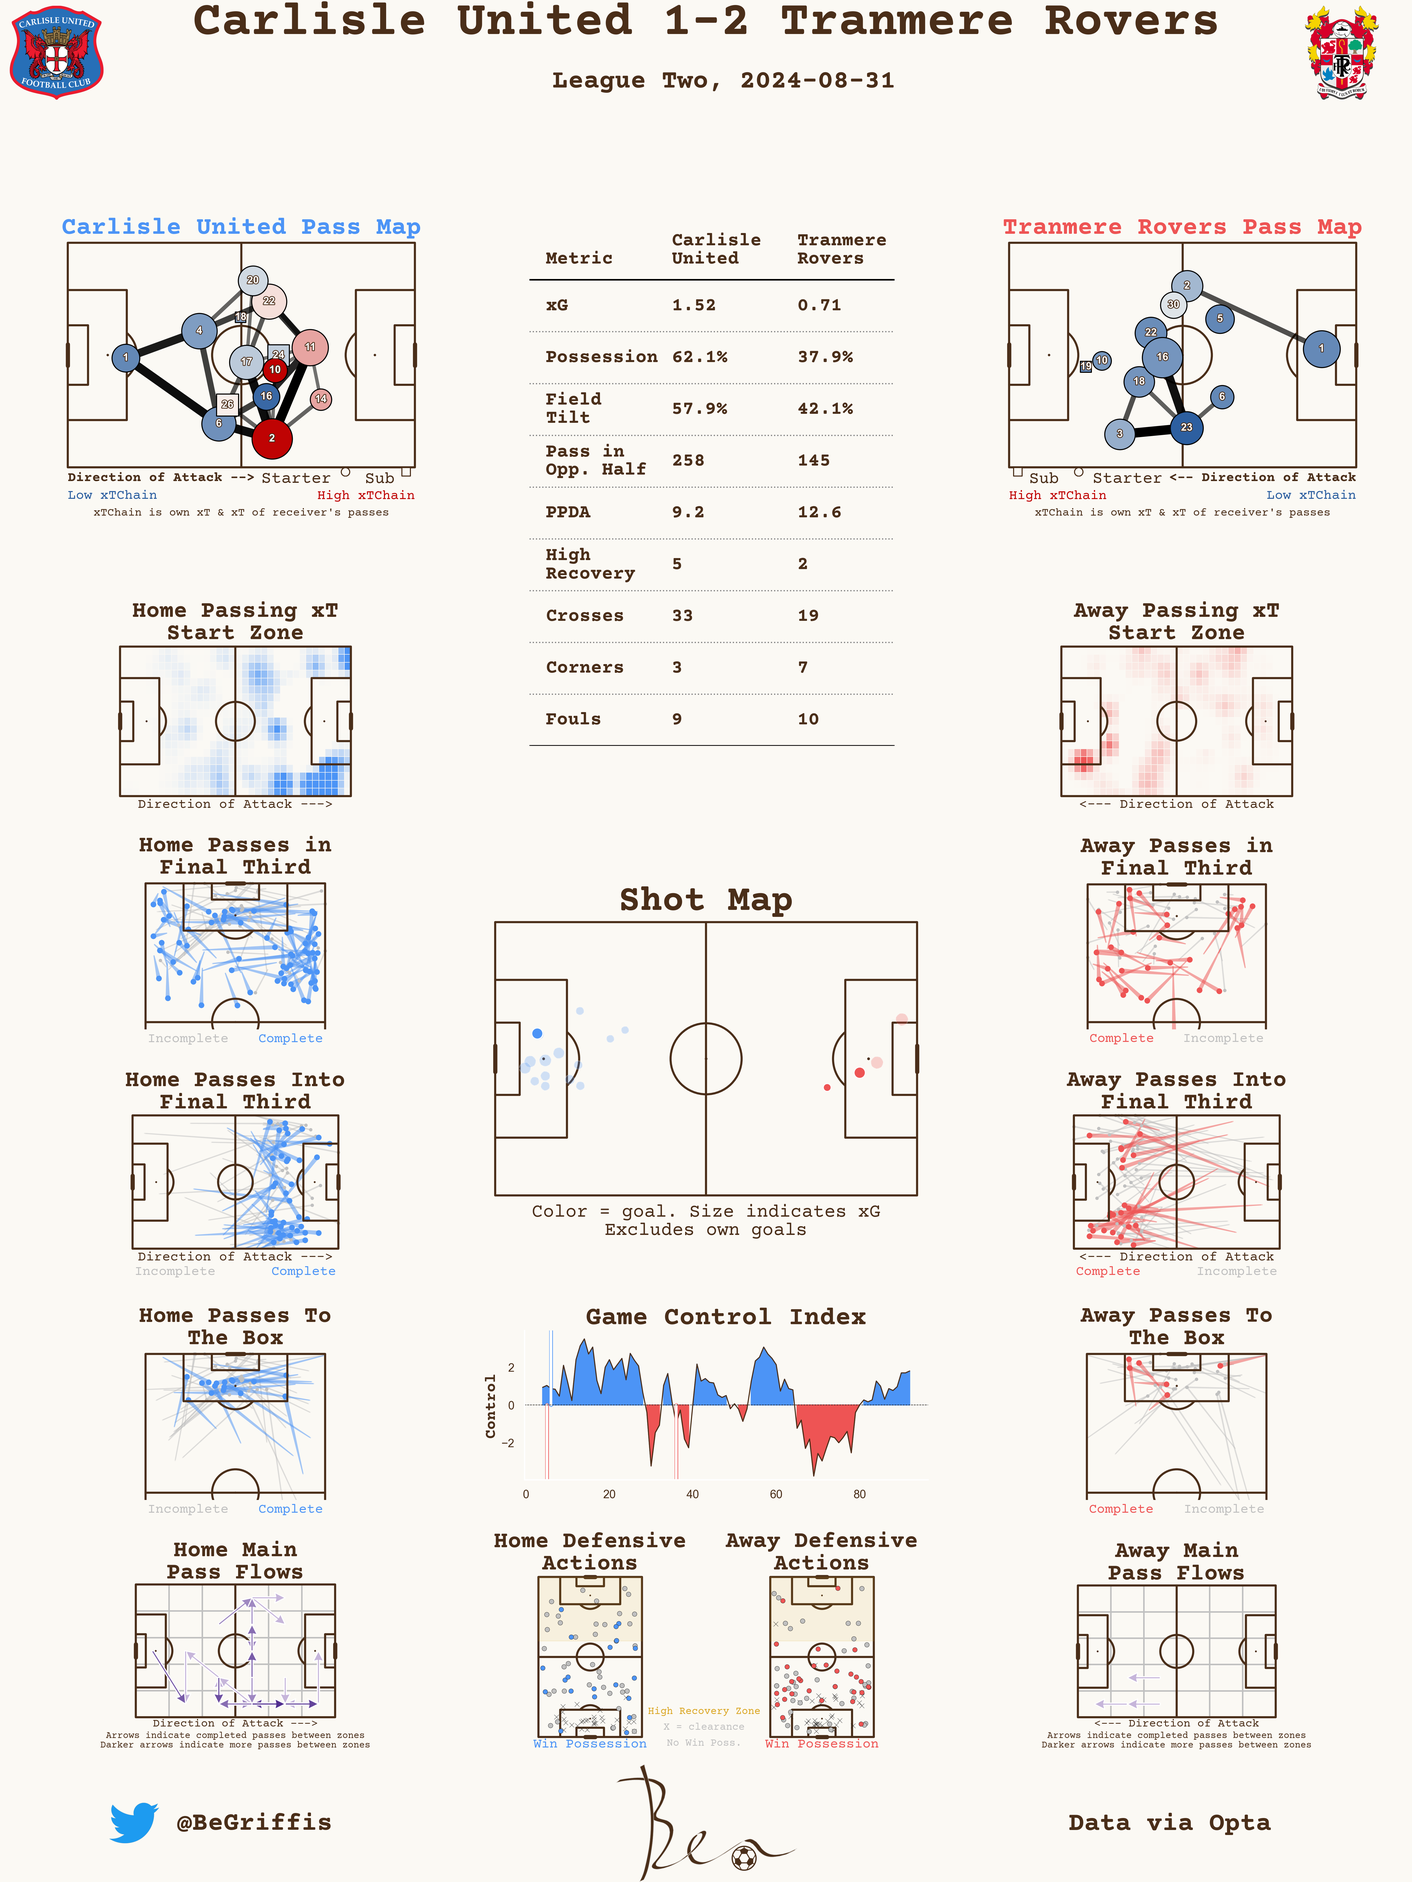 Carlisle United 1-2 Tranmere Rovers
League Two, 2024-08-31
CARLISLE UNITED
FOOTBALL CLUB
Carlisle United Pass Map
20
22
18
4
11
1
17
24
10
16
14
26
6
2
Direction of Attack --> Starter Sub
Low xTChain High xTChain
xTChain is own xT & xT of receiver's passes
Metric Carlisle United Tranmere Rovers
xG 1.52 0.71
Possession 62.1% 37.9%
Field Tilt 57.9% 42.1%
Pass in Opp. Half 258 145
PPDA 9.2 12.6
High Recovery 5 2
Crosses 33 19
Corners 3 7
Fouls 9 10
Tranmere Rovers Pass Map
2
30
5
22
1
16
10
19
18
6
23
3
Sub Starter <-- Direction of Attack
High xTChain Low xTChain
xTChain is own xT & xT of receiver's passes
Home Passing xT
Start Zone
Direction of Attack --->
Away Passing xT
Start Zone
<--- Direction of Attack
Home Passes in
Final Third
Incomplete Complete
Away Passes in
Final Third
Complete Incomplete
Shot Map
Color = goal. Size indicates xG
Excludes own goals
Home Passes Into
Final Third
Direction of Attack --->
Incomplete Complete
Away Passes Into
Final Third
<--- Direction of Attack
Complete Incomplete
Home Passes To
The Box
Incomplete Complete
Game Control Index
Control
2
0
−2
0 20 40 60 80
Away Passes To
The Box
Complete Incomplete
Home Main
Pass Flows
Direction of Attack --->
Arrows indicate completed passes between zones
Darker arrows indicate more passes between zones
Home Defensive
Actions
Win Possession
High Recovery Zone
X = clearance
No Win Poss.
Away Defensive
Actions
Win Possession
Away Main
Pass Flows
<--- Direction of Attack
Arrows indicate completed passes between zones
Darker arrows indicate more passes between zones
@BeGriffis
Ben
Data via Opta